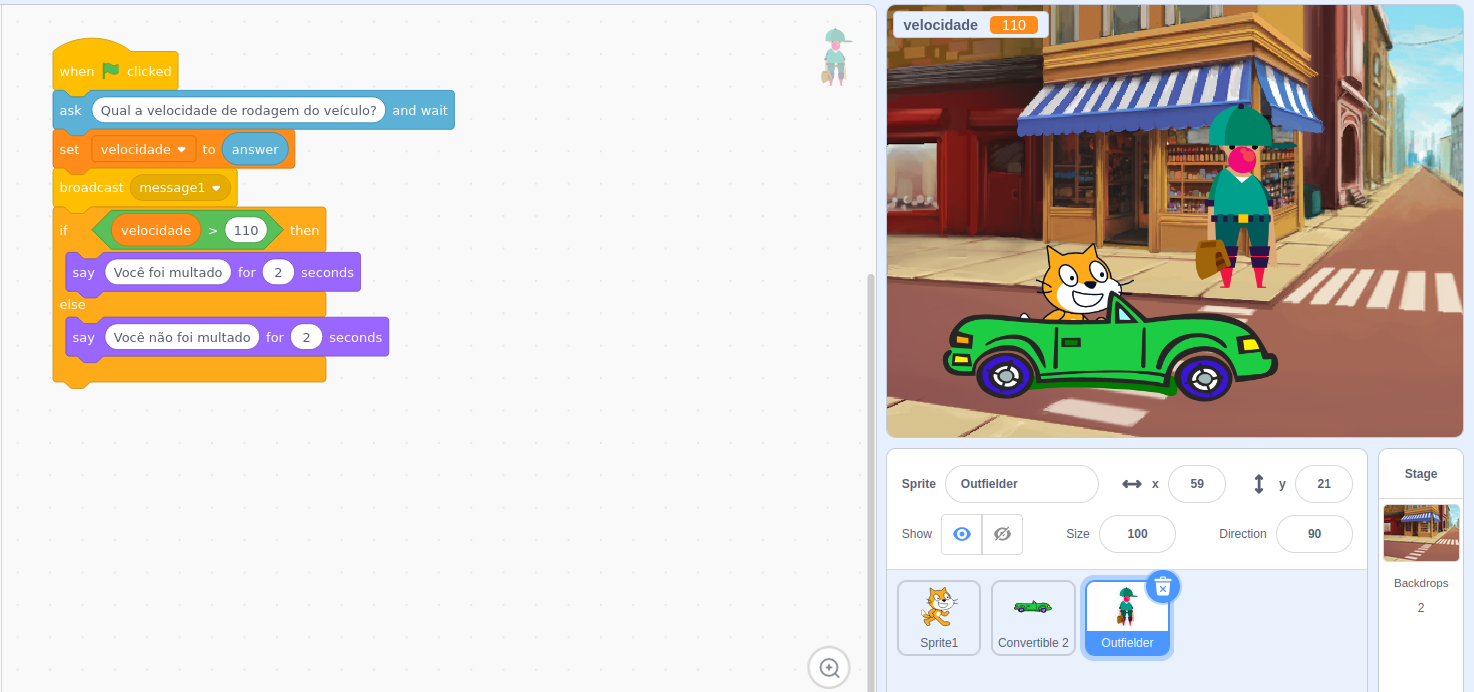 when clicked
ask Qual a velocidade de rodagem do veículo? and wait
set velocidade to answer
broadcast message1
if velocidade > 110 then
say Você foi multado for 2 seconds
else
say Você não foi multado for 2 seconds
velocidade 110
Sprite Outfielder x 59 y 21
Show Size 100 Direction 90
Sprite1 Convertible 2 Outfielder
Stage
Backdrops
2